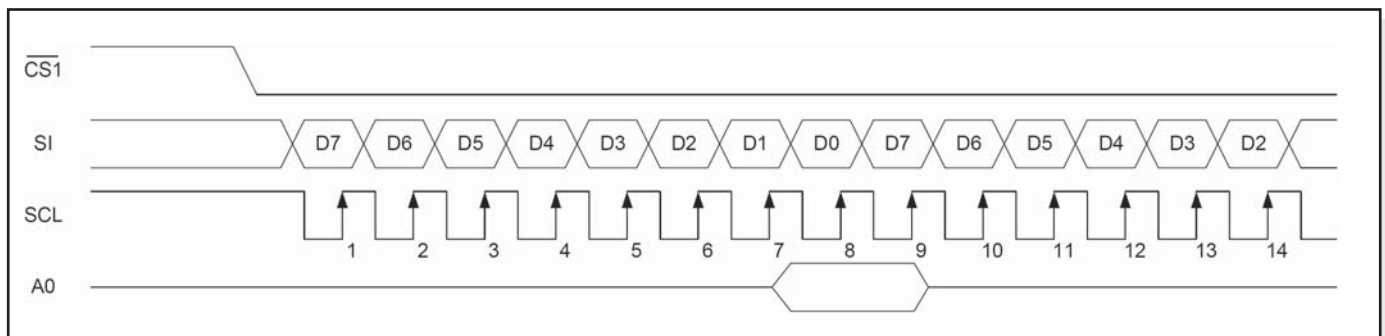 CS1
SI D7 D6 D5 D4 D3 D2 D1 D0 D7 D6 D5 D4 D3 D2
SCL
1 2 3 4 5 6 7 8 9 10 11 12 13 14
A0